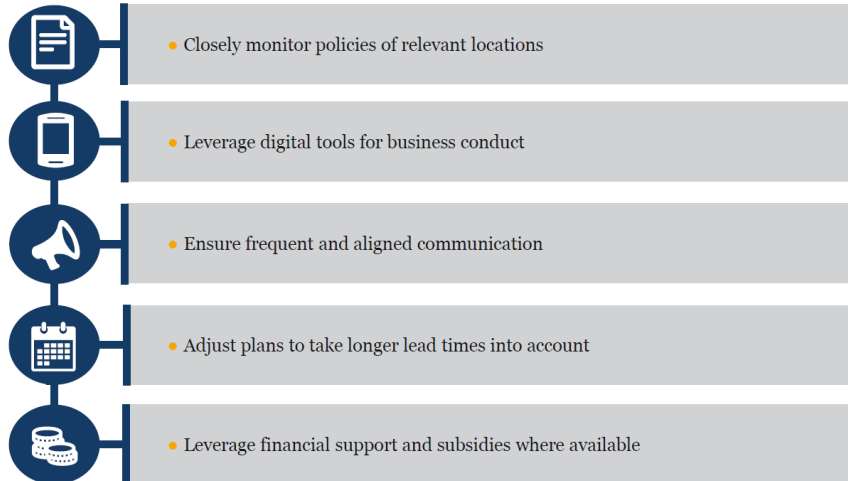 • Closely monitor policies of relevant locations
• Leverage digital tools for business conduct
• Ensure frequent and aligned communication
• Adjust plans to take longer lead times into account
• Leverage financial support and subsidies where available